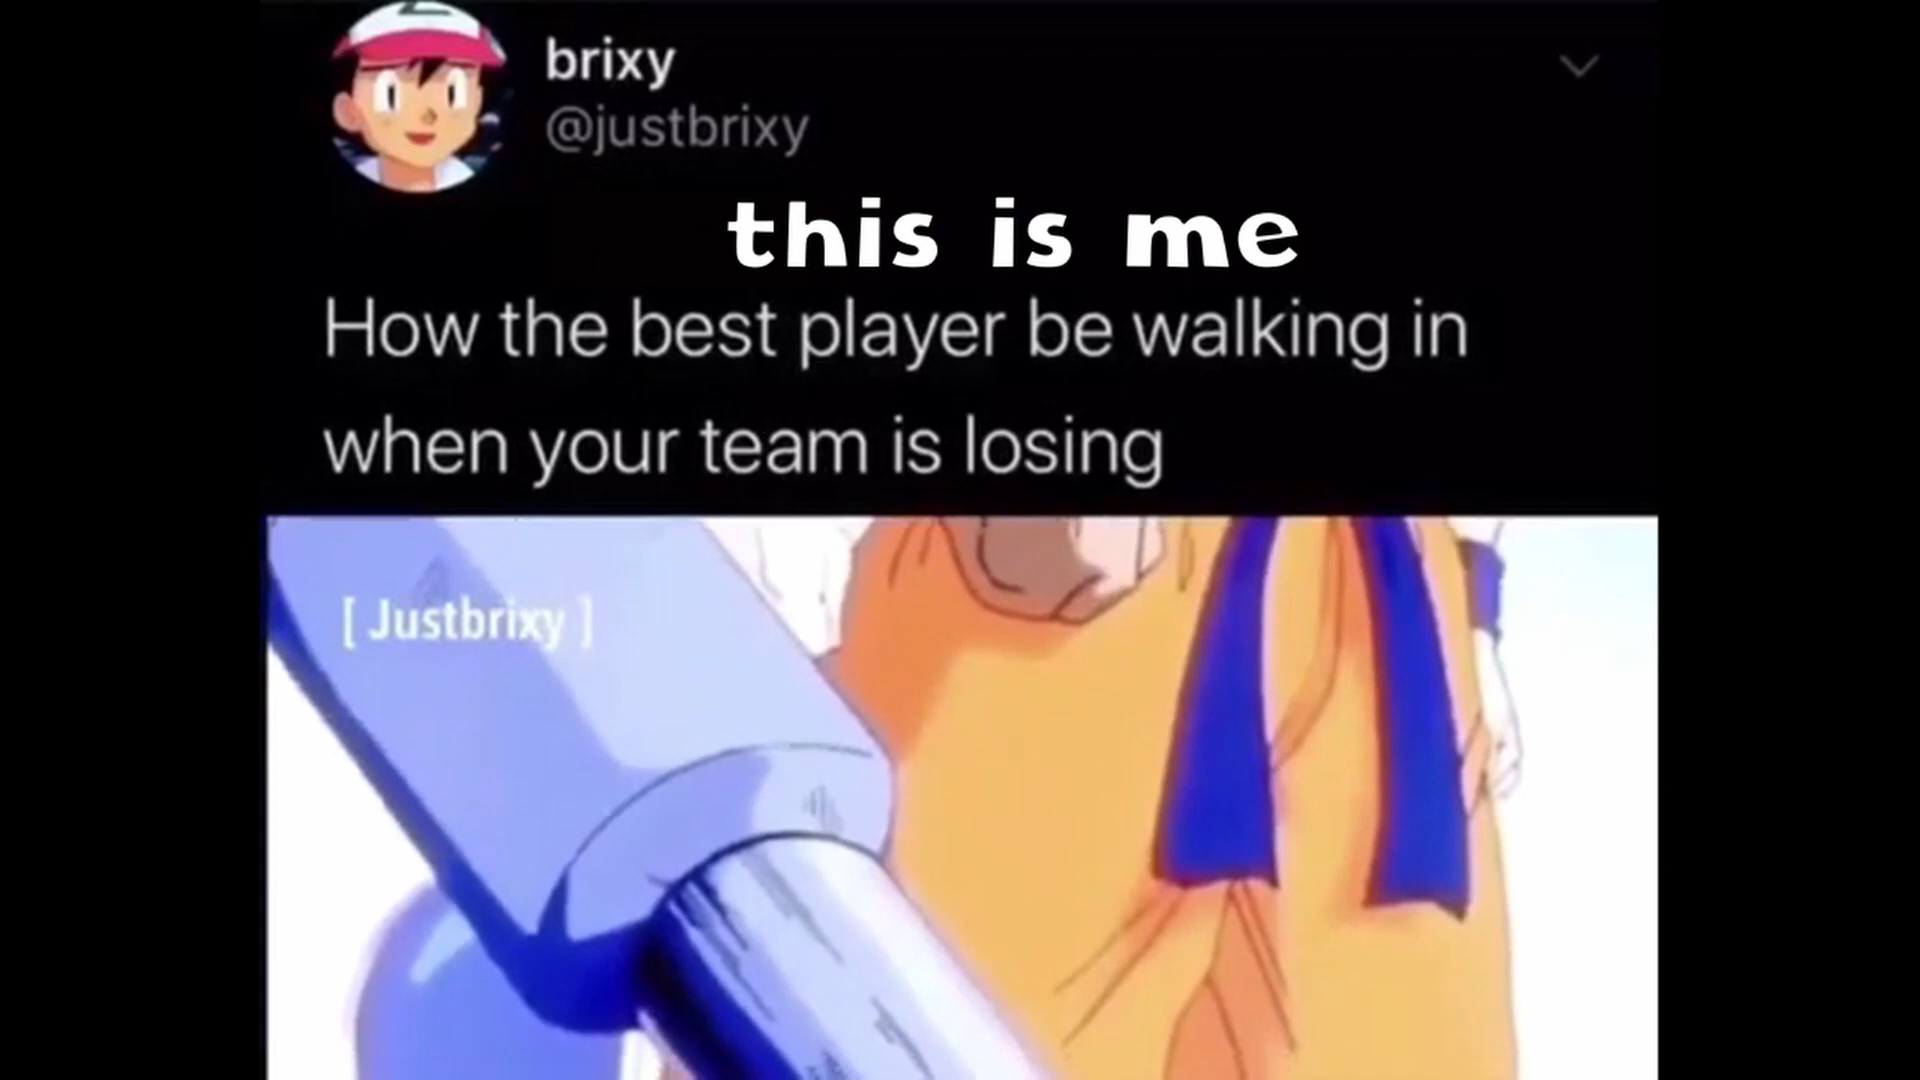 brixy
@justbrixy
this is me
How the best player be walking in
when your team is losing
[ Justbrixy ]